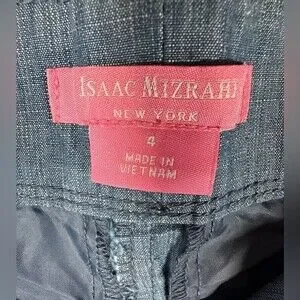 ISAAC MIZRAHI
NEW YORK
4
MADE IN
VIETNAM